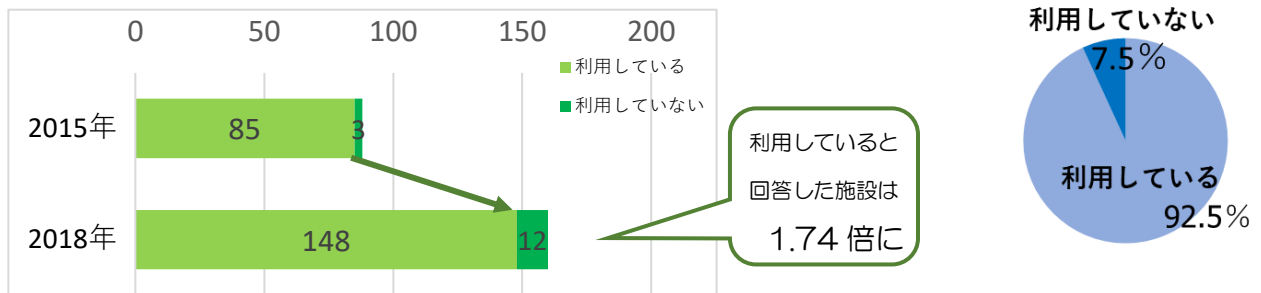 0 50 100 150 200
利用している
利用していない
2015年 85 3
2018年 148 12
利用していると
回答した施設は
1.74倍に
利用していない
7.5%
利用している
92.5%